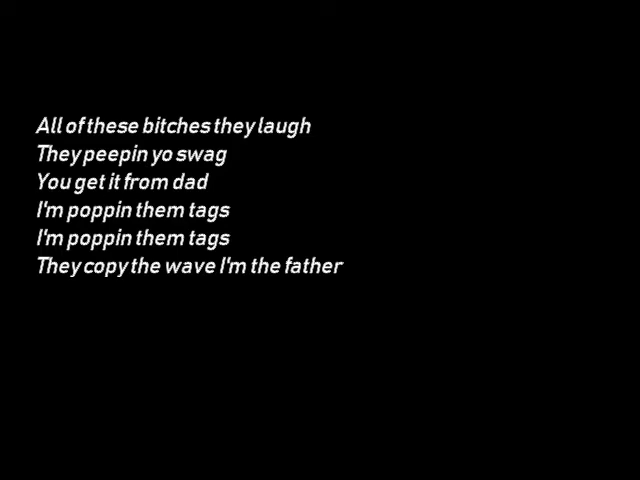 All of these bitches they laugh
They peepin yo swag
You get it from dad
I'm poppin them tags
I'm poppin them tags
They copy the wave I'm the father